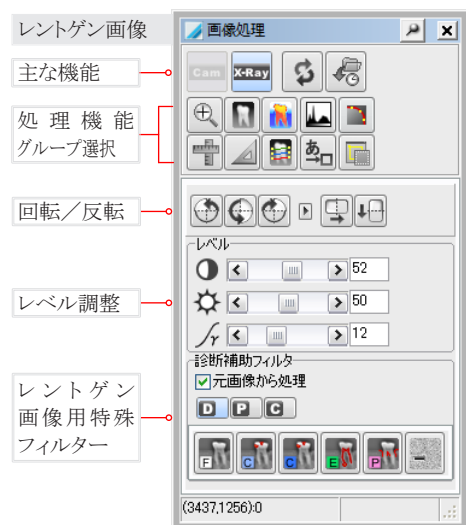 レントゲン画像
画像処理
主な機能
Cam
X-Ray
処理機能
グループ選択
あ
回転／反転
レベル
52
レベル調整
50
12
診断補助フィルタ
元画像から処理
D P C
レントゲン
画像用特殊
フィルター
F C C E P
(3437,1256):0